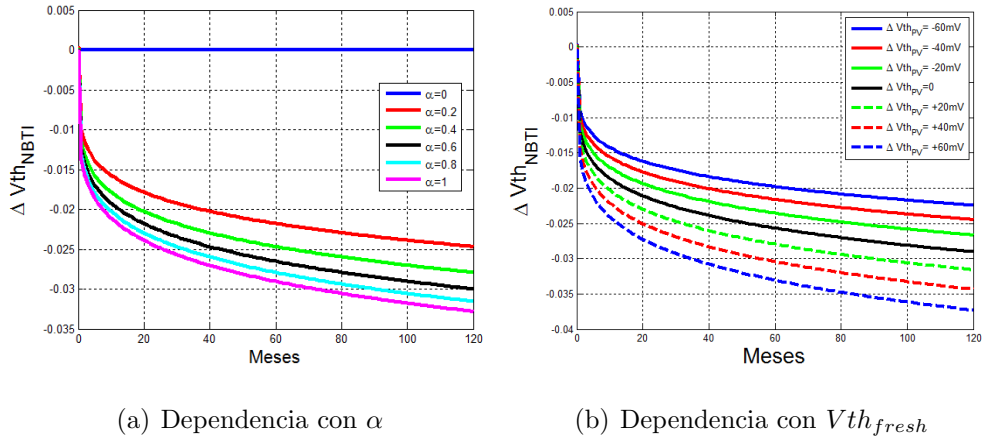 0.005
0
-0.005
-0.01
-0.015
-0.02
-0.025
-0.03
-0.035
Δ Vth_NBTI
0 20 40 60 80 100 120
Meses
α=0
α=0.2
α=0.4
α=0.6
α=0.8
α=1
(a) Dependencia con α
0.005
0
-0.005
-0.01
-0.015
-0.02
-0.025
-0.03
-0.035
-0.04
Δ Vth_NBTI
0 20 40 60 80 100 120
Meses
Δ Vth_PV= -60mV
Δ Vth_PV= -40mV
Δ Vth_PV= -20mV
Δ Vth_PV=0
Δ Vth_PV= +20mV
Δ Vth_PV= +40mV
Δ Vth_PV= +60mV
(b) Dependencia con Vth_fresh